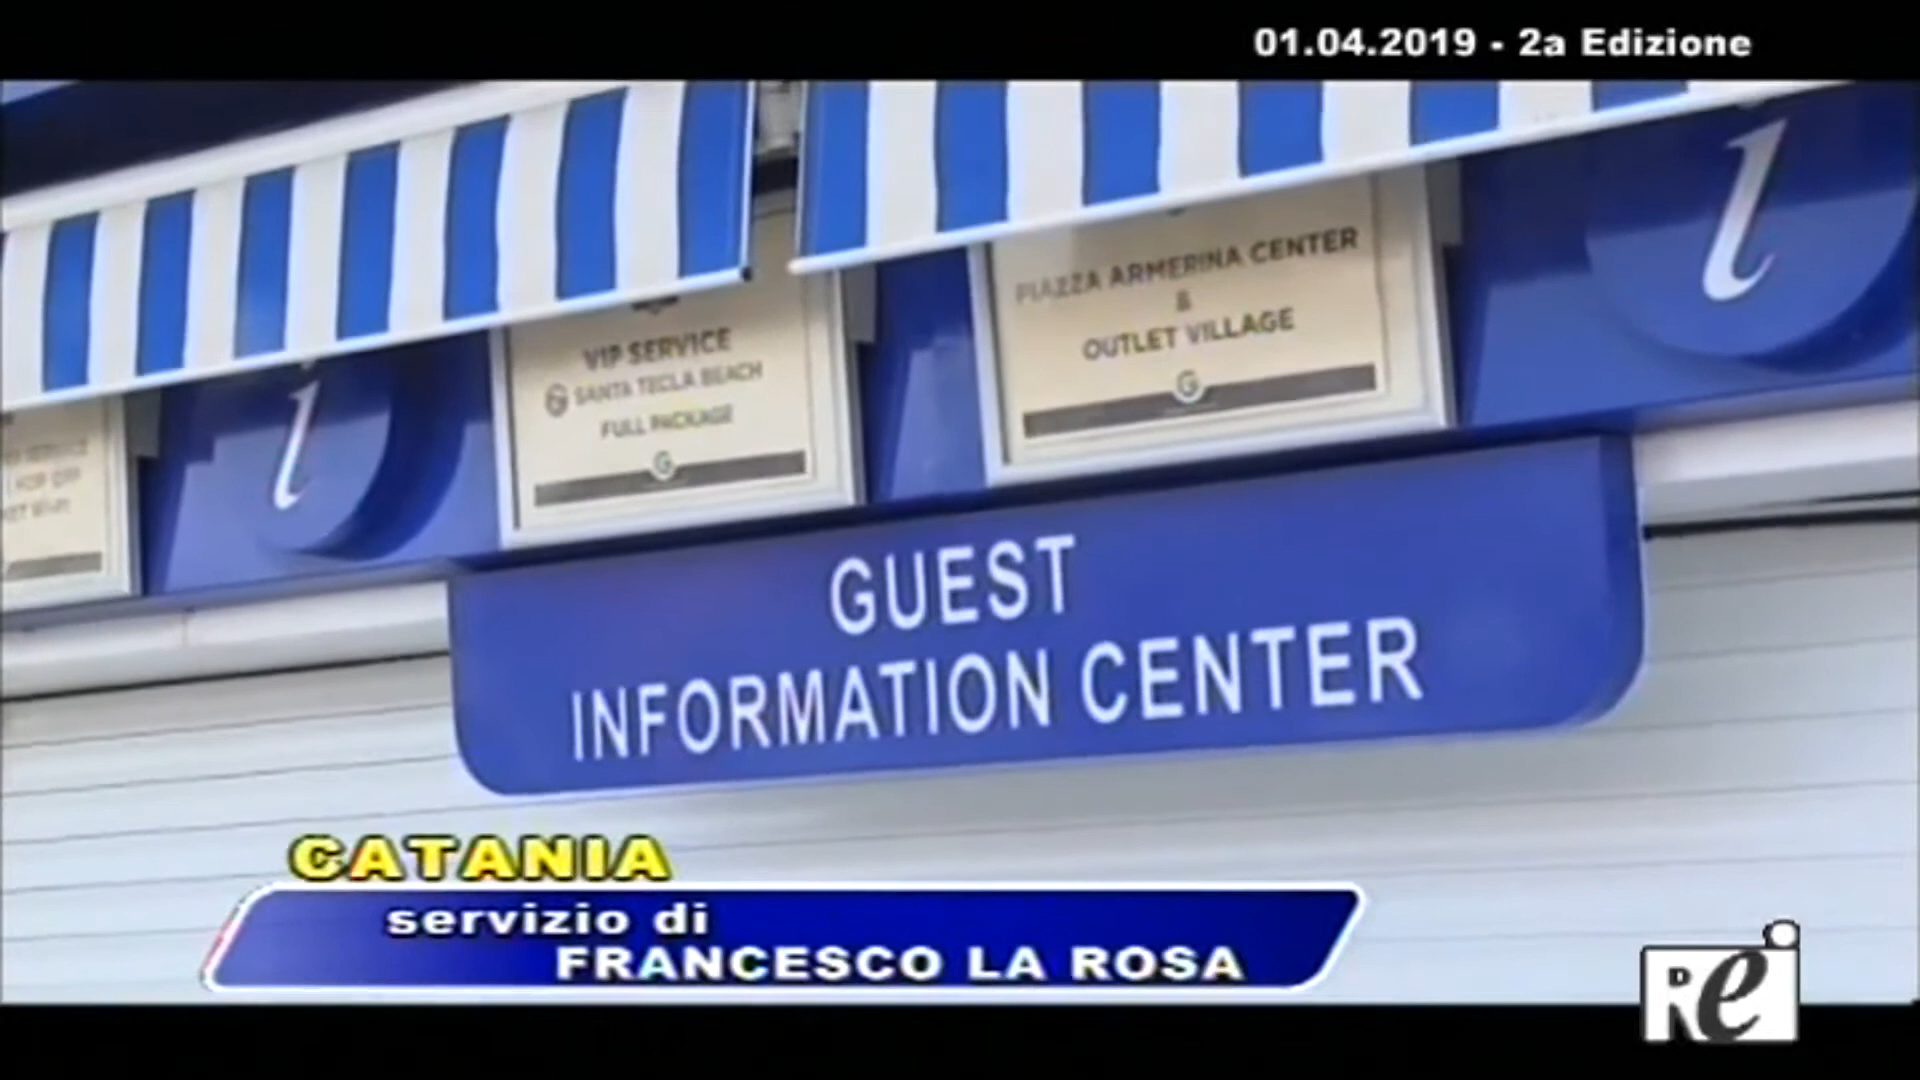 01.04.2019 - 2a Edizione
i
PIAZZA ARMERINA CENTER
&
OUTLET VILLAGE
G
VIP SERVICE
SANTA TECLA BEACH
FULL PACKAGE
G
i
GUEST
INFORMATION CENTER
CATANIA
servizio di
FRANCESCO LA ROSA
Rei